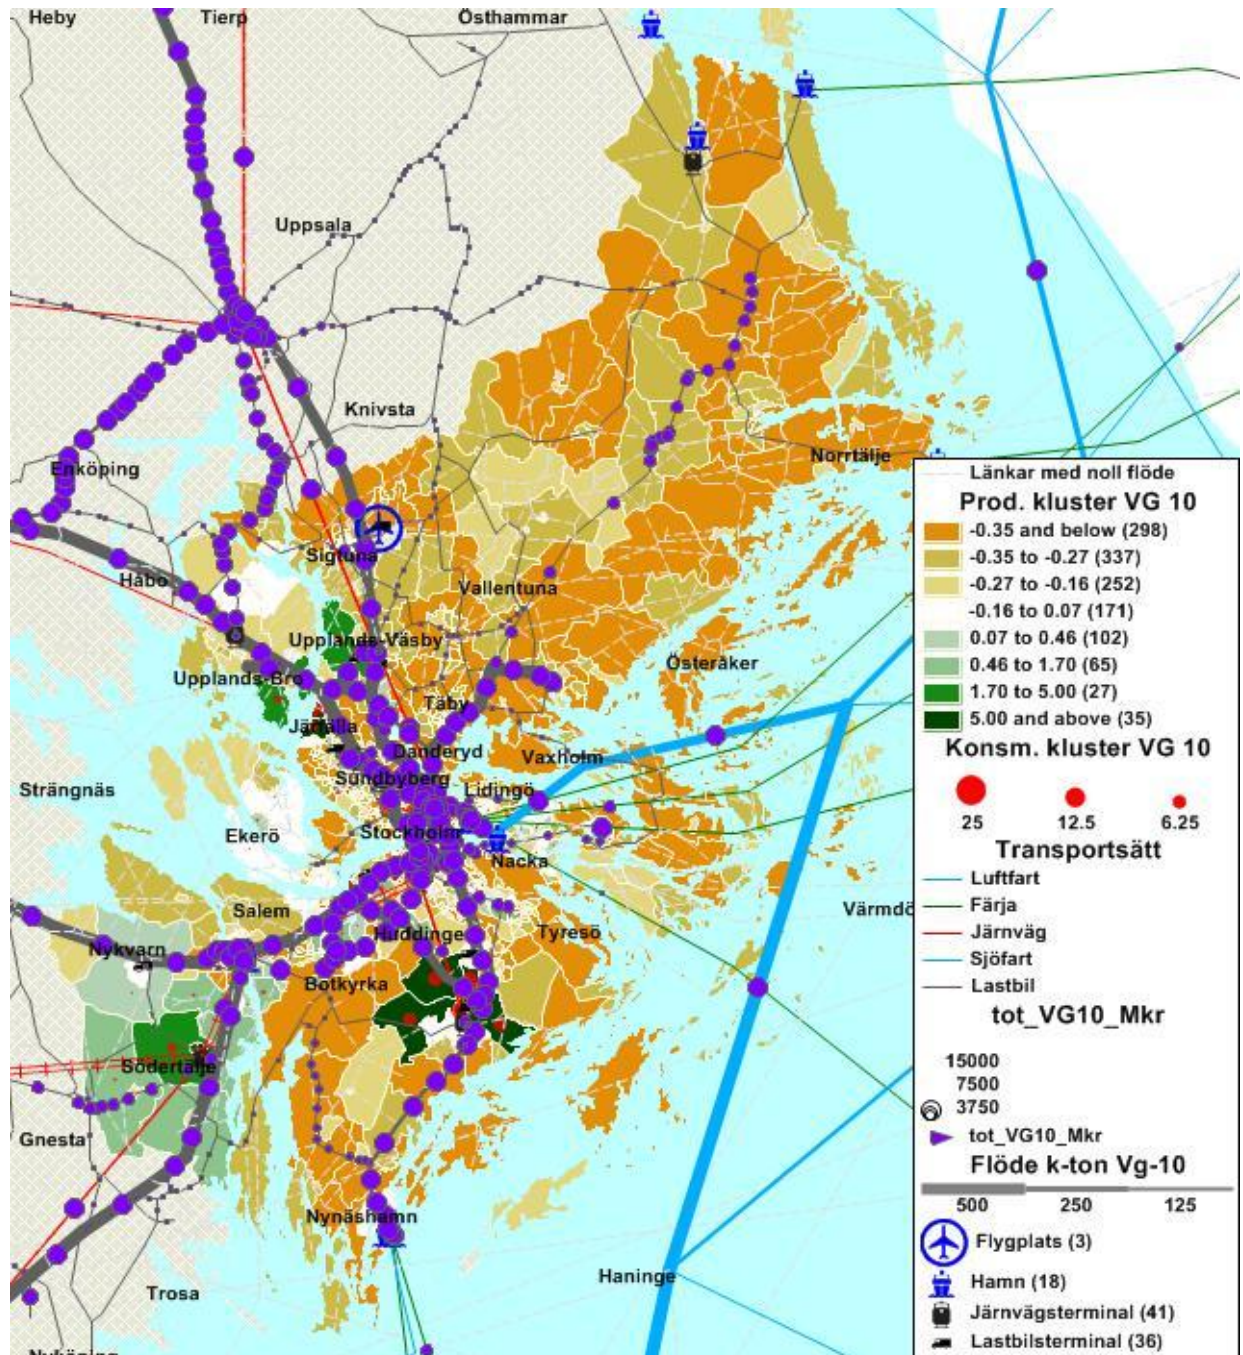 Heby
Tierp
Östhammar
Uppsala
Knivsta
Enköping
Norrtälje
Sigtuna
Håbo
Vallentuna
Upplands-Väsby
Österåker
Upplands-Bro
Täby
Järfälla
Danderyd
Vaxholm
Sundbyberg
Strängnäs
Lidingö
Ekerö
Stockholm
Nacka
Salem
Värmdö
Nykvarn
Huddinge
Tyresö
Botkyrka
Södertälje
Gnesta
Nynäshamn
Haninge
Trosa
Nyköping
Länkar med noll flöde
Prod. kluster VG 10
-0.35 and below (298)
-0.35 to -0.27 (337)
-0.27 to -0.16 (252)
-0.16 to 0.07 (171)
0.07 to 0.46 (102)
0.46 to 1.70 (65)
1.70 to 5.00 (27)
5.00 and above (35)
Konsm. kluster VG 10
25 12.5 6.25
Transportsätt
Luftfart
Färja
Järnväg
Sjöfart
Lastbil
tot_VG10_Mkr
15000
7500
3750
tot_VG10_Mkr
Flöde k-ton Vg-10
500 250 125
Flygplats (3)
Hamn (18)
Järnvägsterminal (41)
Lastbilsterminal (36)